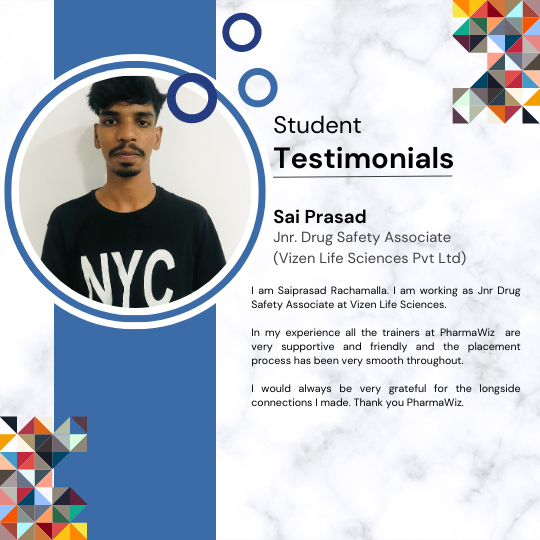 Student
Testimonials
Sai Prasad
Jnr. Drug Safety Associate
(Vizen Life Sciences Pvt Ltd)
I am Saiprasad Rachamalla. I am working as Jnr Drug
Safety Associate at Vizen Life Sciences.
In my experience all the trainers at PharmaWiz are
very supportive and friendly and the placement
process has been very smooth throughout.
I would always be very grateful for the longside
connections I made. Thank you PharmaWiz.
NYC